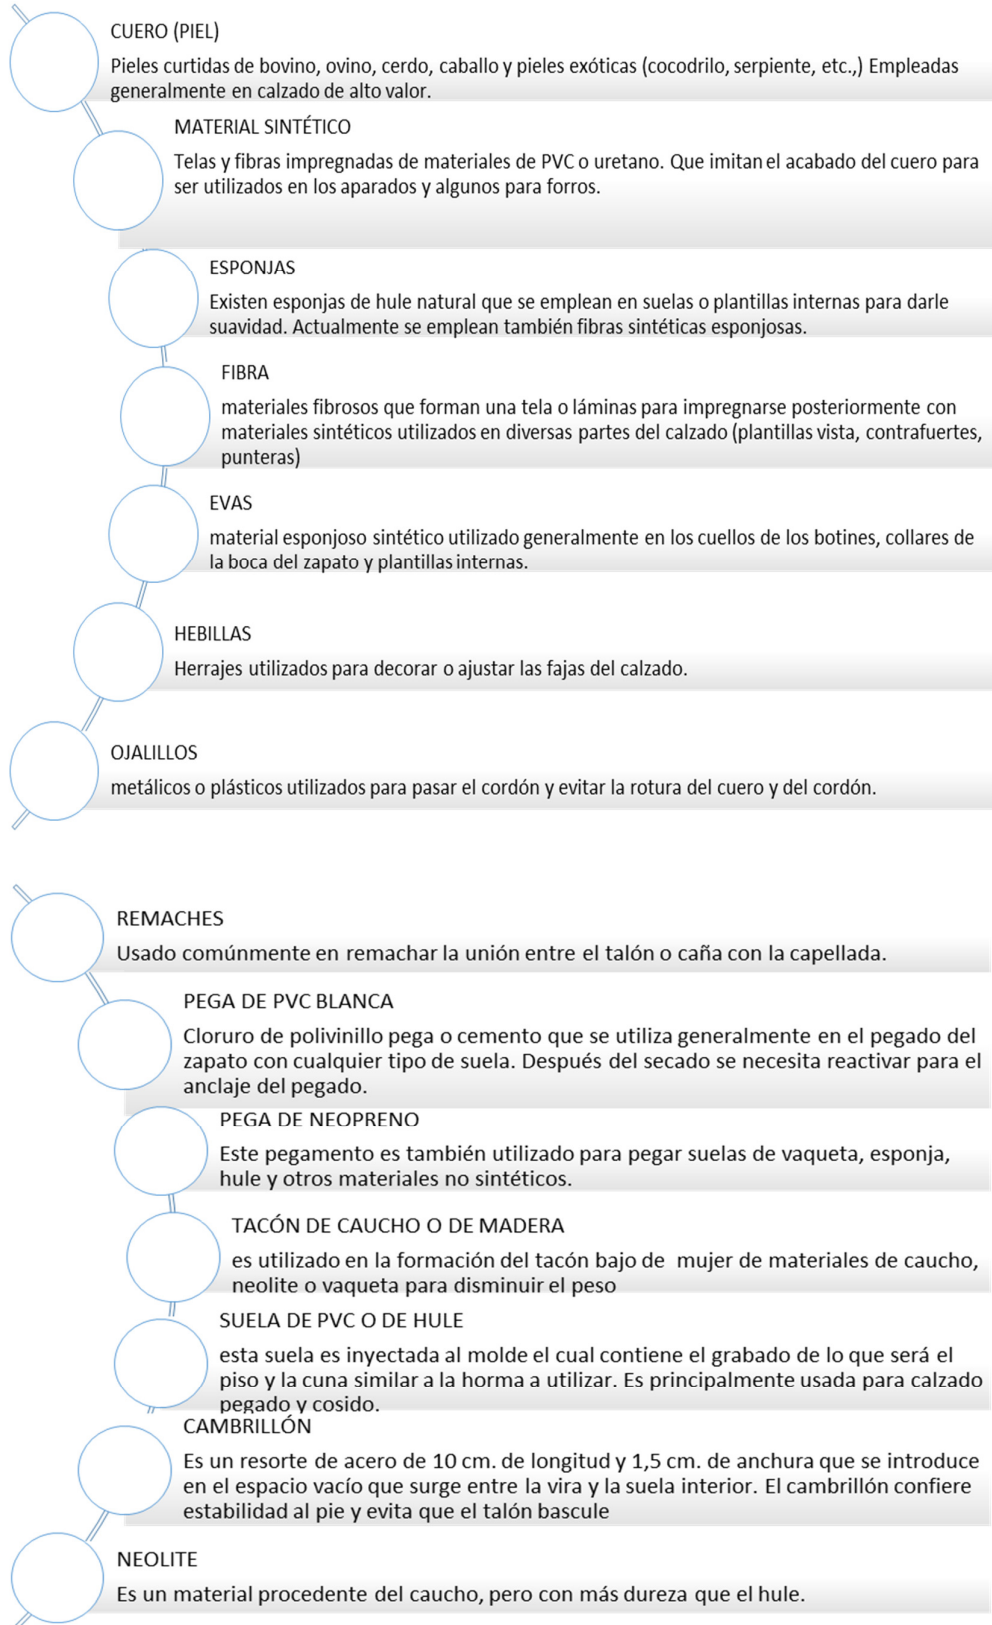 CUERO (PIEL)
Pieles curtidas de bovino, ovino, cerdo, caballo y pieles exóticas (cocodrilo, serpiente, etc.,) Empleadas
generalmente en calzado de alto valor.
MATERIAL SINTÉTICO
Telas y fibras impregnadas de materiales de PVC o uretano. Que imitan el acabado del cuero para
ser utilizados en los aparados y algunos para forros.
ESPONJAS
Existen esponjas de hule natural que se emplean en suelas o plantillas internas para darle
suavidad. Actualmente se emplean también fibras sintéticas esponjosas.
FIBRA
materiales fibrosos que forman una tela o láminas para impregnarse posteriormente con
materiales sintéticos utilizados en diversas partes del calzado (plantillas vista, contrafuertes,
punteras)
EVAS
material esponjoso sintético utilizado generalmente en los cuellos de los botines, collares de
la boca del zapato y plantillas internas.
HEBILLAS
Herrajes utilizados para decorar o ajustar las fajas del calzado.
OJALILLOS
metálicos o plásticos utilizados para pasar el cordón y evitar la rotura del cuero y del cordón.
REMACHES
Usado comúnmente en remachar la unión entre el talón o caña con la capellada.
PEGA DE PVC BLANCA
Cloruro de polivinillo pega o cemento que se utiliza generalmente en el pegado del
zapato con cualquier tipo de suela. Después del secado se necesita reactivar para el
anclaje del pegado.
PEGA DE NEOPRENO
Este pegamento es también utilizado para pegar suelas de vaqueta, esponja,
hule y otros materiales no sintéticos.
TACÓN DE CAUCHO O DE MADERA
es utilizado en la formación del tacón bajo de mujer de materiales de caucho,
neolite o vaqueta para disminuir el peso
SUELA DE PVC O DE HULE
esta suela es inyectada al molde el cual contiene el grabado de lo que será el
piso y la cuna similar a la horma a utilizar. Es principalmente usada para calzado
pegado y cosido.
CAMBRILLÓN
Es un resorte de acero de 10 cm. de longitud y 1,5 cm. de anchura que se introduce
en el espacio vacío que surge entre la vira y la suela interior. El cambrillón confiere
estabilidad al pie y evita que el talón bascule
NEOLITE
Es un material procedente del caucho, pero con más dureza que el hule.